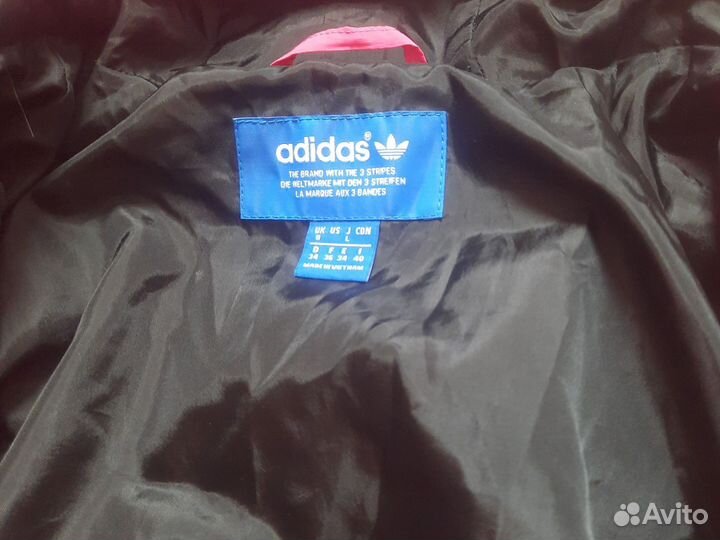 adidas®
THE BRAND WITH THE 3 STRIPES
DIE WELTMARKE MIT DEN 3 STREIFEN
LA MARQUE AUX 3 BANDES
UK US J CDN
L
D F E I
34 36 34 40
MADE IN VIETNAM
Avito